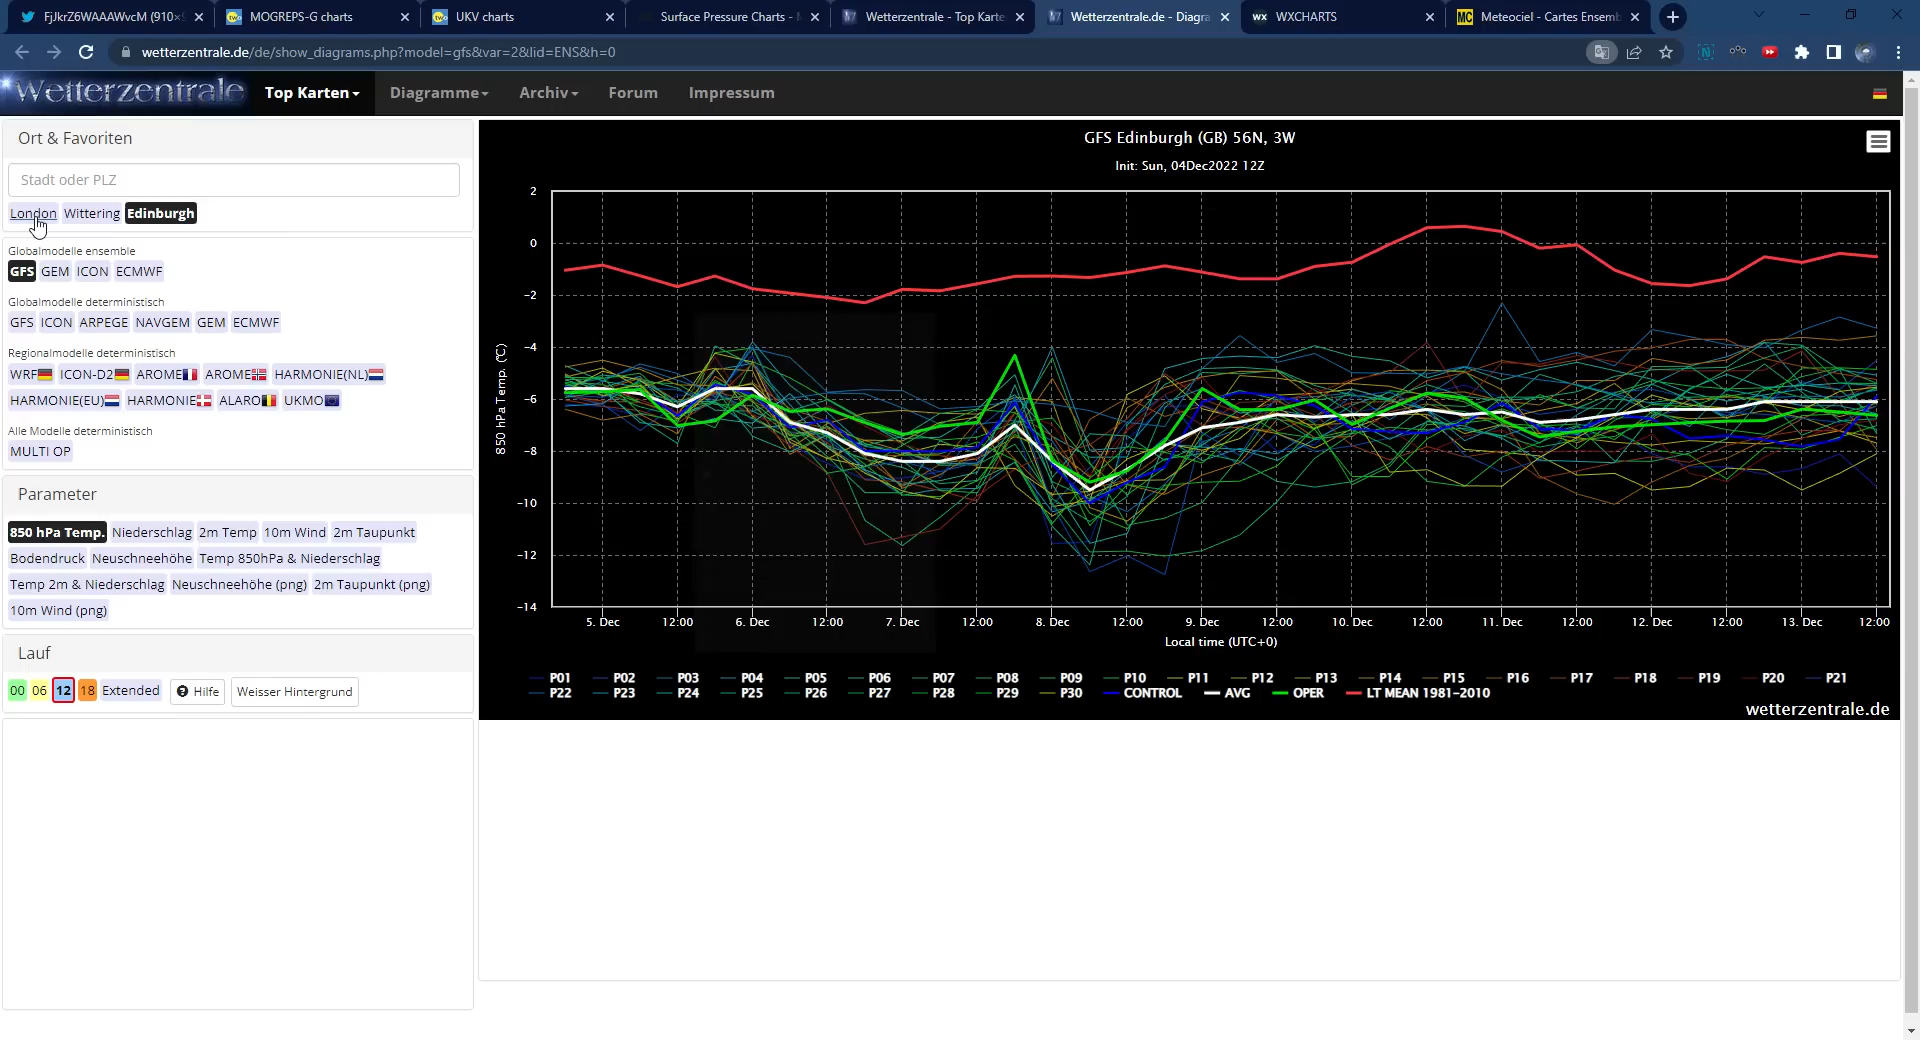 FjJkrZ6WAAAWvcM (910×
MOGREPS-G charts
UKV charts
Surface Pressure Charts -
Wetterzentrale - Top Karte
Wetterzentrale.de - Diagra
WXCHARTS
Meteociel - Cartes Ensemb
wetterzentrale.de/de/show_diagrams.php?model=gfs&var=2&lid=ENS&h=0
Wetterzentrale
Top Karten
Diagramme
Archiv
Forum
Impressum
Ort & Favoriten
Stadt oder PLZ
London Wittering Edinburgh
Globalmodelle ensemble
GFS GEM ICON ECMWF
Globalmodelle deterministisch
GFS ICON ARPEGE NAVGEM GEM ECMWF
Regionalmodelle deterministisch
WRF ICON-D2 AROME AROME HARMONIE(NL)
HARMONIE(EU) HARMONIE ALARO UKMO
Alle Modelle deterministisch
MULTI OP
Parameter
850 hPa Temp. Niederschlag 2m Temp 10m Wind 2m Taupunkt
Bodendruck Neuschneehöhe Temp 850hPa & Niederschlag
Temp 2m & Niederschlag Neuschneehöhe (png) 2m Taupunkt (png)
10m Wind (png)
Lauf
00 06 12 18 Extended Hilfe Weisser Hintergrund
GFS Edinburgh (GB) 56N, 3W
Init: Sun, 04Dec2022 12Z
850 hPa Temp. (°C)
2
0
-2
-4
-6
-8
-10
-12
-14
5. Dec 12:00 6. Dec 12:00 7. Dec 12:00 8. Dec 12:00 9. Dec 12:00 10. Dec 12:00 11. Dec 12:00 12. Dec 12:00 13. Dec 12:00
Local time (UTC+0)
P01 P02 P03 P04 P05 P06 P07 P08 P09 P10 P11 P12 P13 P14 P15 P16 P17 P18 P19 P20 P21
P22 P23 P24 P25 P26 P27 P28 P29 P30 CONTROL AVG OPER LT MEAN 1981-2010
wetterzentrale.de